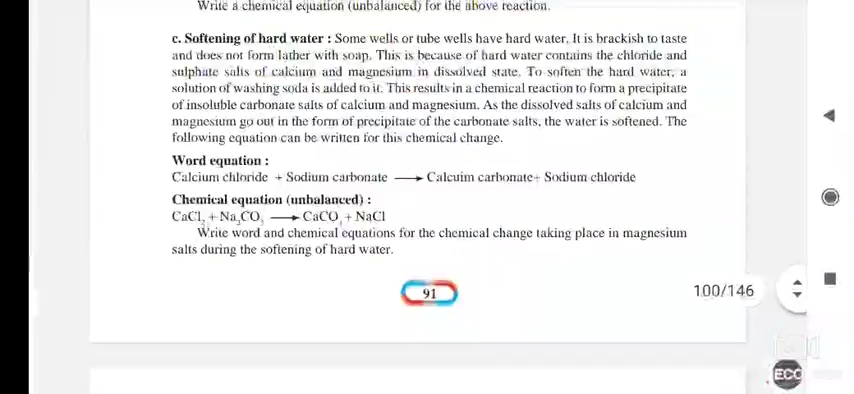 Write a chemical equation (unbalanced) for the above reaction.
c. Softening of hard water : Some wells or tube wells have hard water. It is brackish to taste
and does not form lather with soap. This is because of hard water contains the chloride and
sulphate salts of calcium and magnesium in dissolved state. To soften the hard water, a
solution of washing soda is added to it. This results in a chemical reaction to form a precipitate
of insoluble carbonate salts of calcium and magnesium. As the dissolved salts of calcium and
magnesium go out in the form of precipitate of the carbonate salts, the water is softened. The
following equation can be written for this chemical change.
Word equation :
Calcium chloride + Sodium carbonate ⟶ Calcuim carbonate+ Sodium chloride
Chemical equation (unbalanced) :
CaCl₂ + Na₂CO₃ ⟶ CaCO₃ + NaCl
Write word and chemical equations for the chemical change taking place in magnesium
salts during the softening of hard water.
91
100/146
ECC